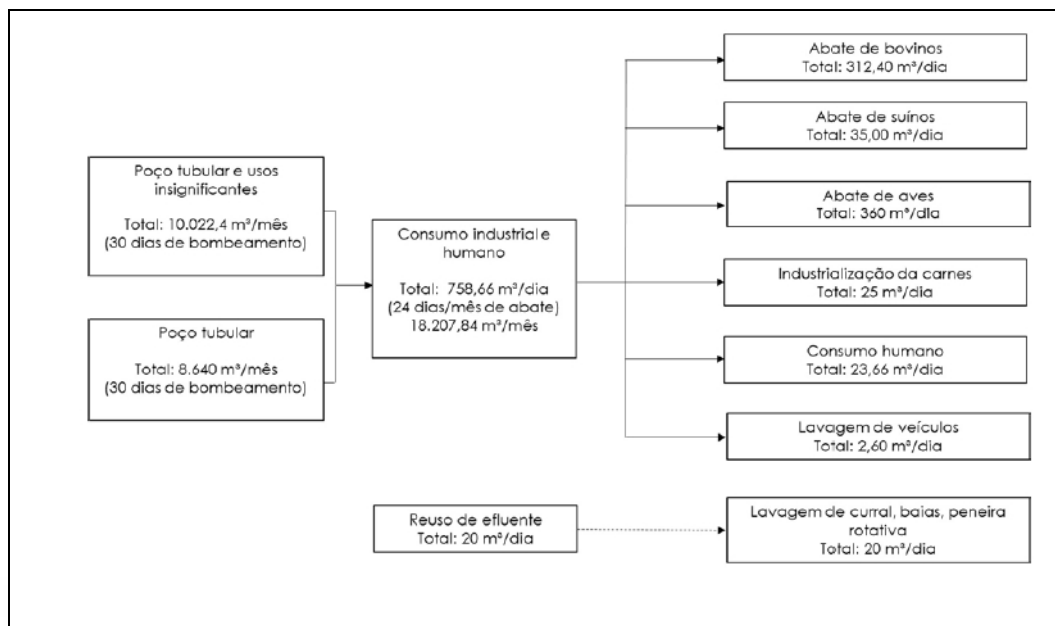 Poço tubular e usos
insignificantes
Total: 10.022,4 m³/mês
(30 dias de bombeamento)
Poço tubular
Total: 8.640 m³/mês
(30 dias de bombeamento)
Consumo industrial e
humano
Total: 758,66 m³/dia
(24 dias/mês de abate)
18.207,84 m³/mês
Abate de bovinos
Total: 312,40 m³/dia
Abate de suínos
Total: 35,00 m³/dia
Abate de aves
Total: 360 m³/dia
Industrialização da carnes
Total: 25 m³/dia
Consumo humano
Total: 23,66 m³/dia
Lavagem de veículos
Total: 2,60 m³/dia
Reuso de efluente
Total: 20 m³/dia
Lavagem de curral, baias, peneira
rotativa
Total: 20 m³/dia